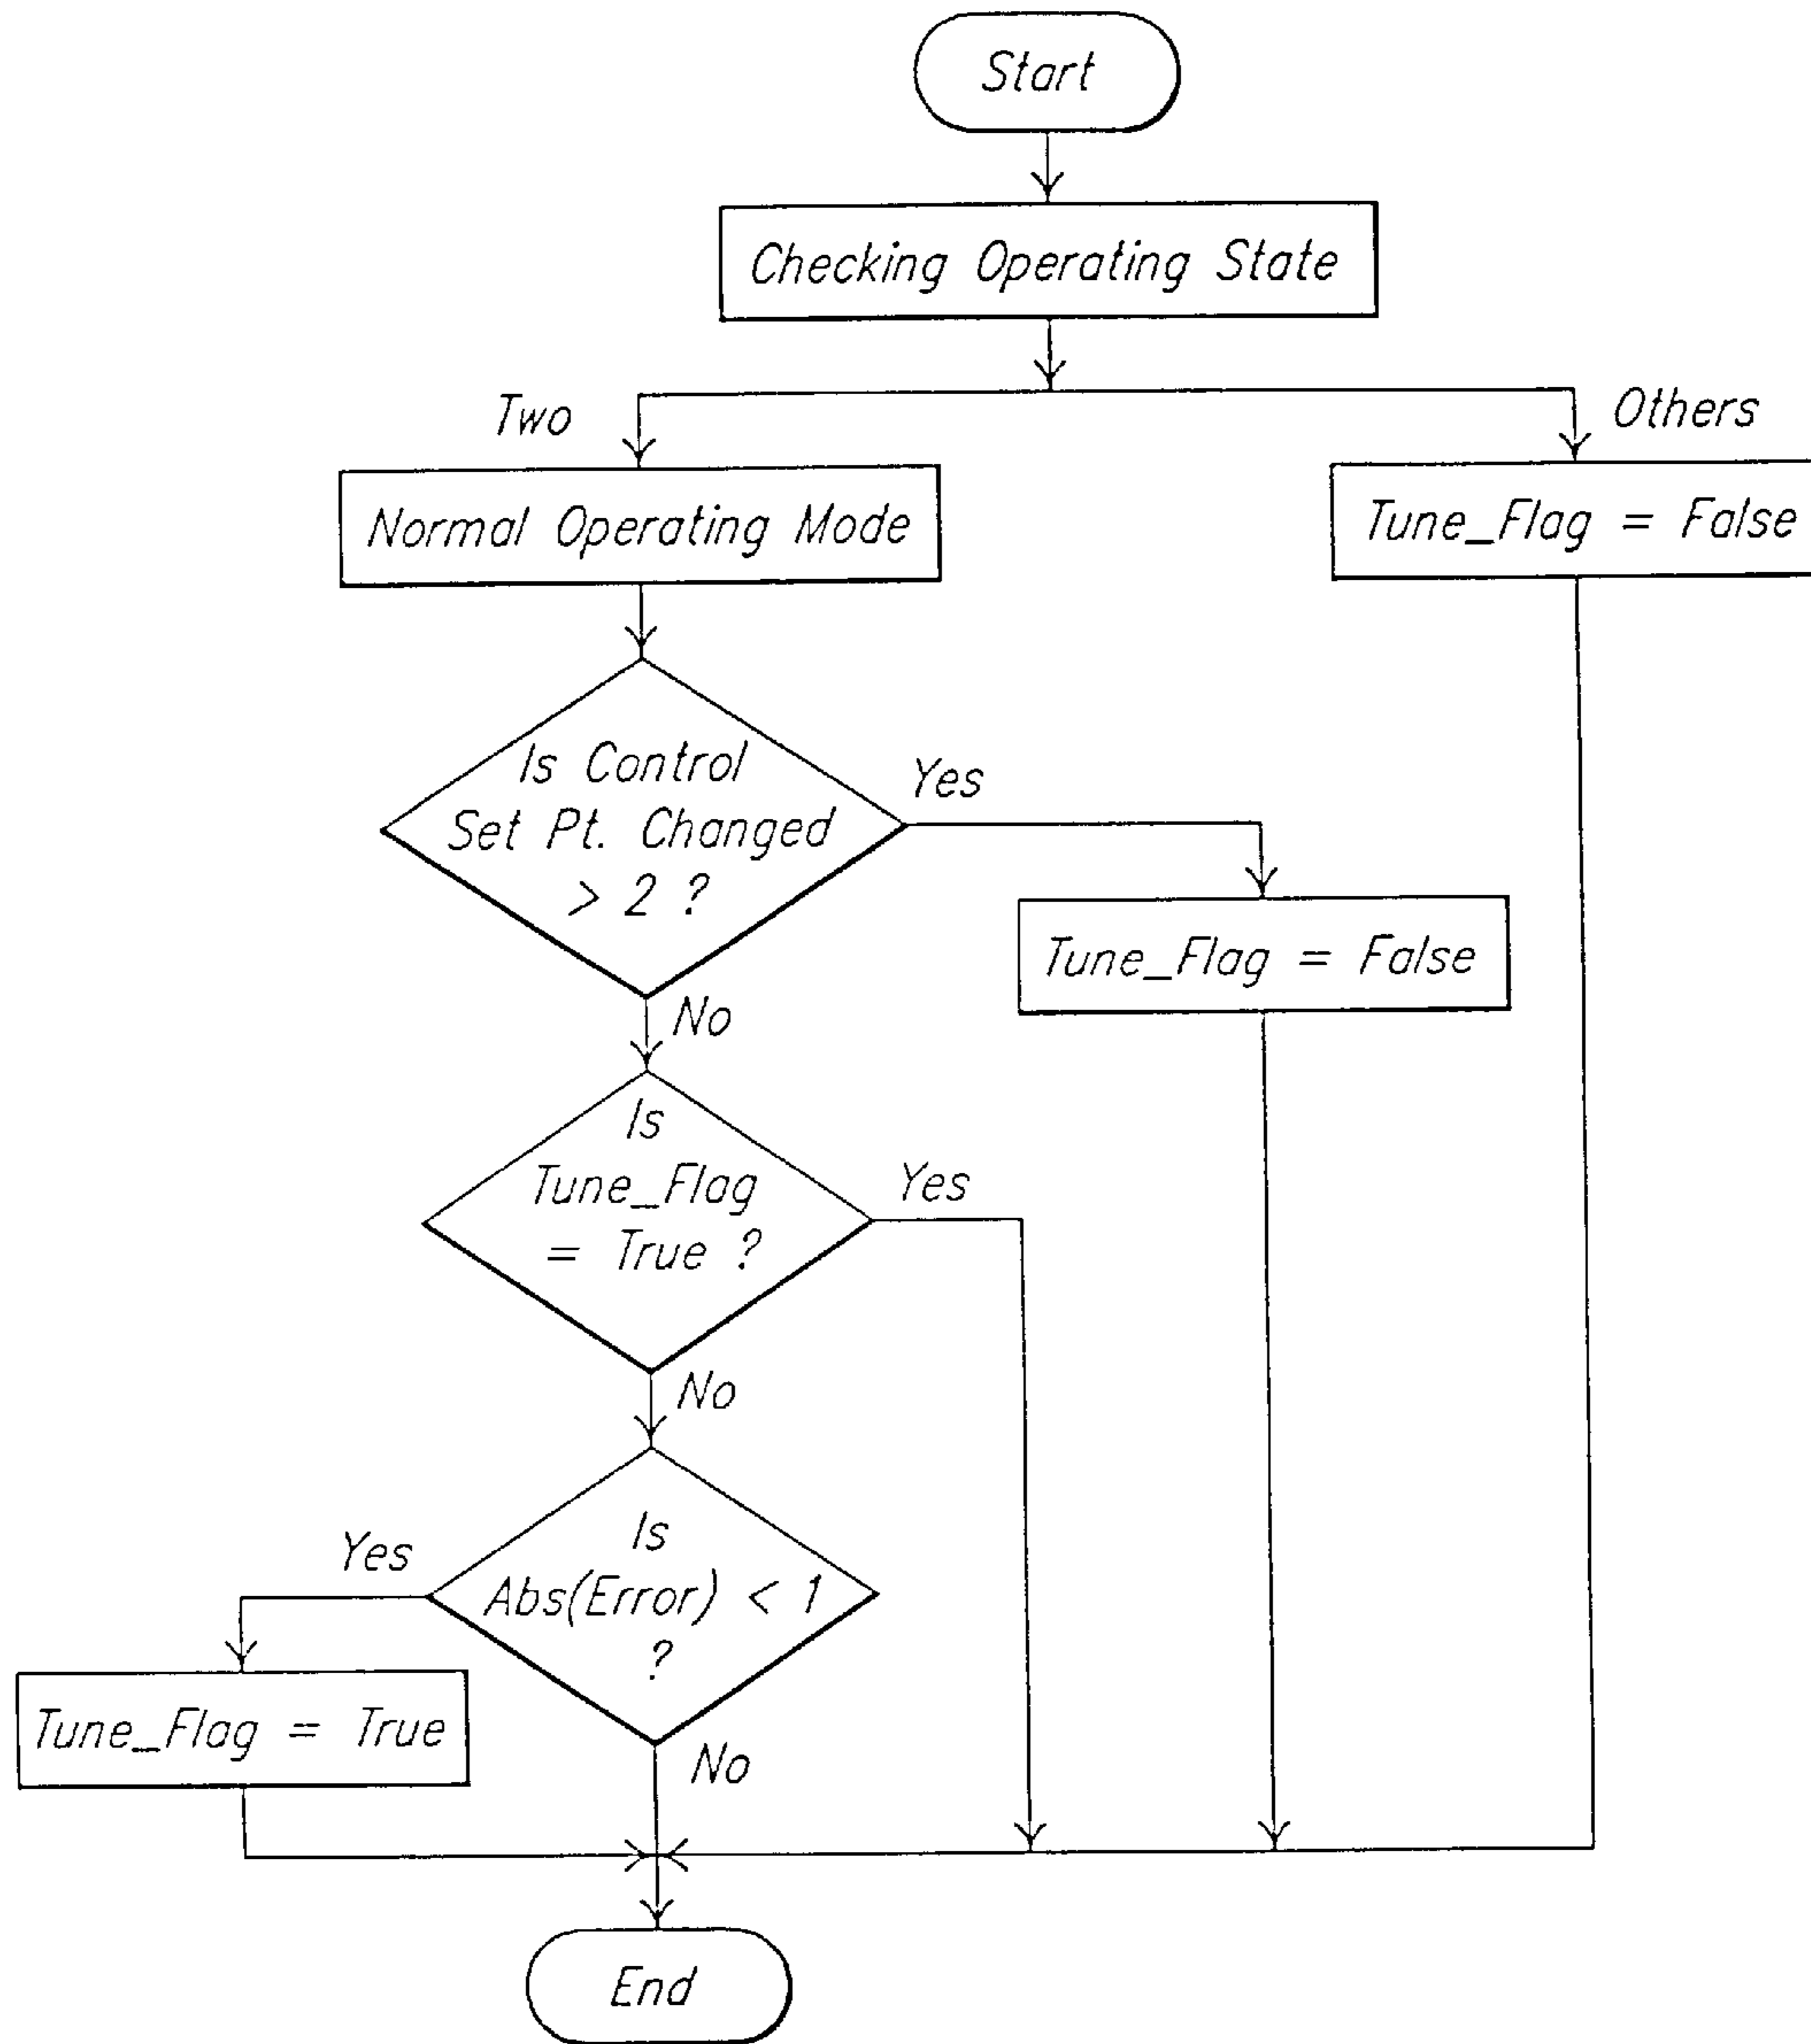 Start
Checking Operating State
Two
Others
Normal Operating Mode
Tune_Flag = False
Is Control
Set Pt. Changed
> 2 ?
Yes
Tune_Flag = False
No
Is
Tune_Flag
= True ?
Yes
No
Is
Abs(Error) < 1
?
Yes
Tune_Flag = True
No
End